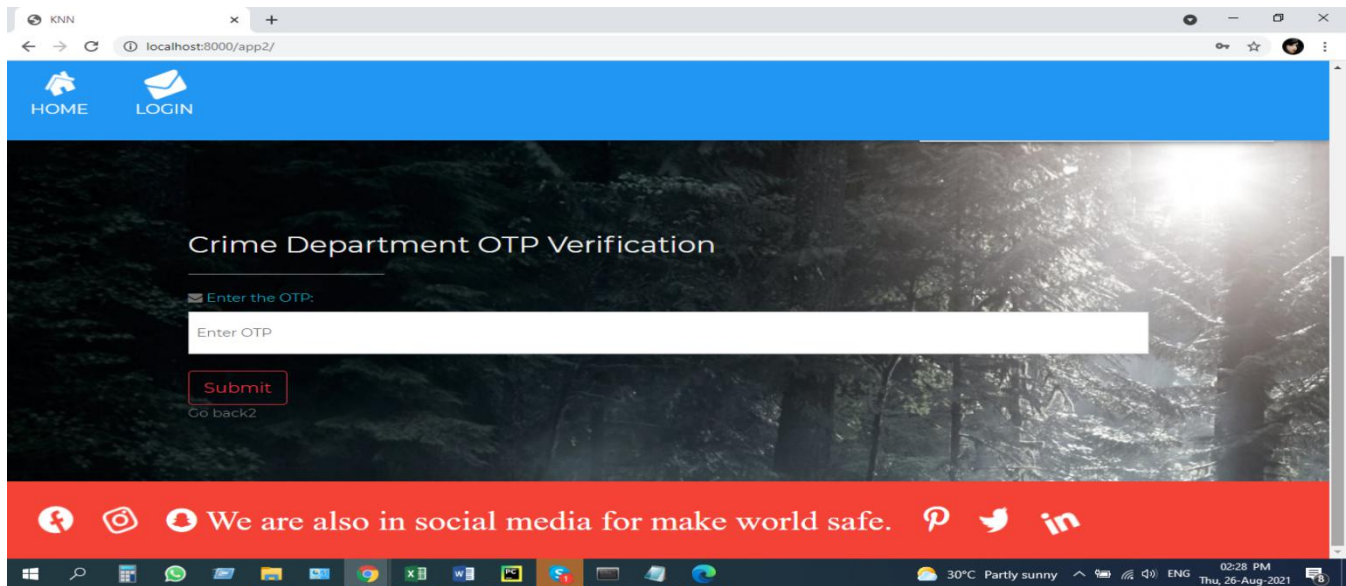 KNN
localhost:8000/app2/
HOME LOGIN
Crime Department OTP Verification
Enter the OTP:
Enter OTP
Submit
Go back2
We are also in social media for make world safe.
30°C Partly sunny ENG 02:28 PM
Thu, 26-Aug-2021 8